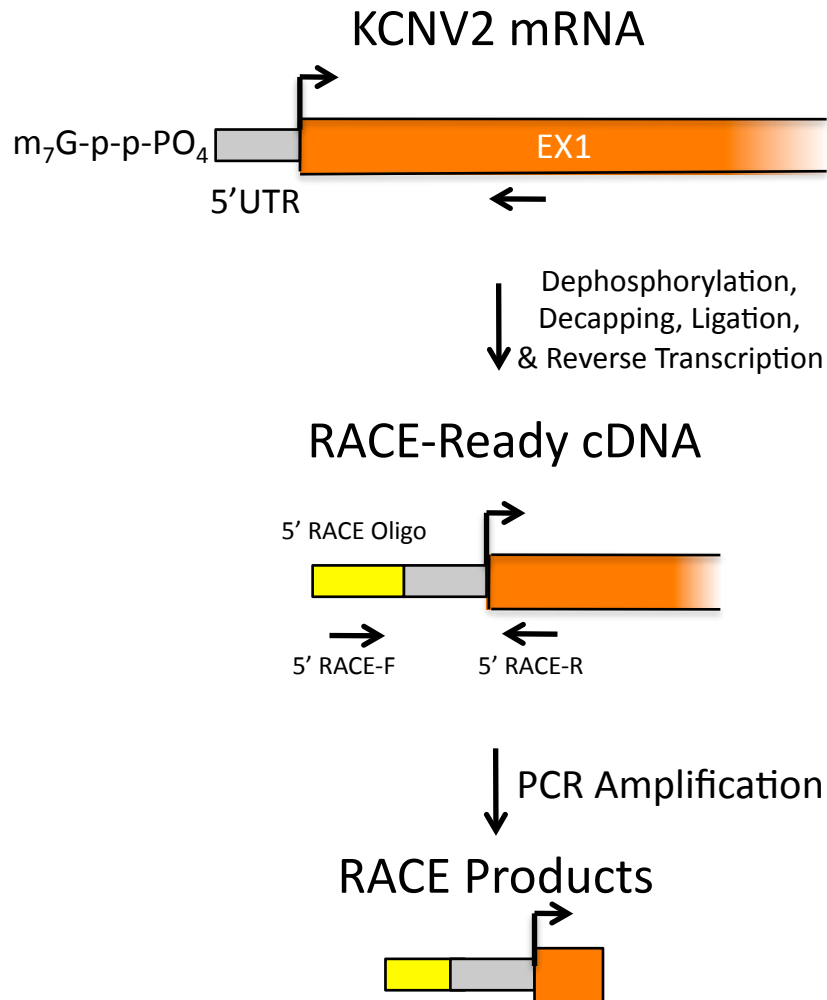 KCNV2 mRNA
m₇G-p-p-PO₄
EX1
5'UTR
Dephosphorylation,
Decapping, Ligation,
& Reverse Transcription
RACE-Ready cDNA
5' RACE Oligo
5' RACE-F
5' RACE-R
PCR Amplification
RACE Products